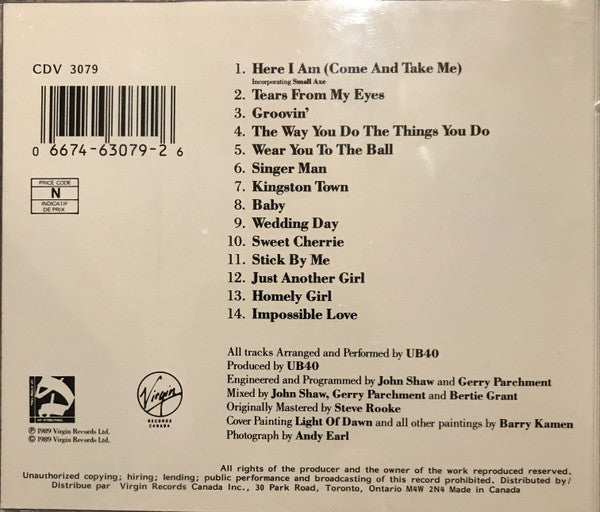 CDV 3079
0 6674-63079-2 6
PRICE CODE
N
INDICATIF
DE PRIX
1. Here I Am (Come And Take Me)
Incorporating Small Axe
2. Tears From My Eyes
3. Groovin'
4. The Way You Do The Things You Do
5. Wear You To The Ball
6. Singer Man
7. Kingston Town
8. Baby
9. Wedding Day
10. Sweet Cherrie
11. Stick By Me
12. Just Another Girl
13. Homely Girl
14. Impossible Love
All tracks Arranged and Performed by UB40
Produced by UB40
Engineered and Programmed by John Shaw and Gerry Parchment
Mixed by John Shaw, Gerry Parchment and Bertie Grant
Originally Mastered by Steve Rooke
Cover Painting Light Of Dawn and all other paintings by Barry Kamen
Photograph by Andy Earl
Virgin
RECORDS
CANADA
℗ 1989 Virgin Records Ltd.
© 1989 Virgin Records Ltd.
All rights of the producer and the owner of the work reproduced reserved.
Unauthorized copying; hiring; lending; public performance and broadcasting of this record prohibited. Distributed by/
Distribue par Virgin Records Canada Inc., 30 Park Road, Toronto, Ontario M4W 2N4 Made in Canada